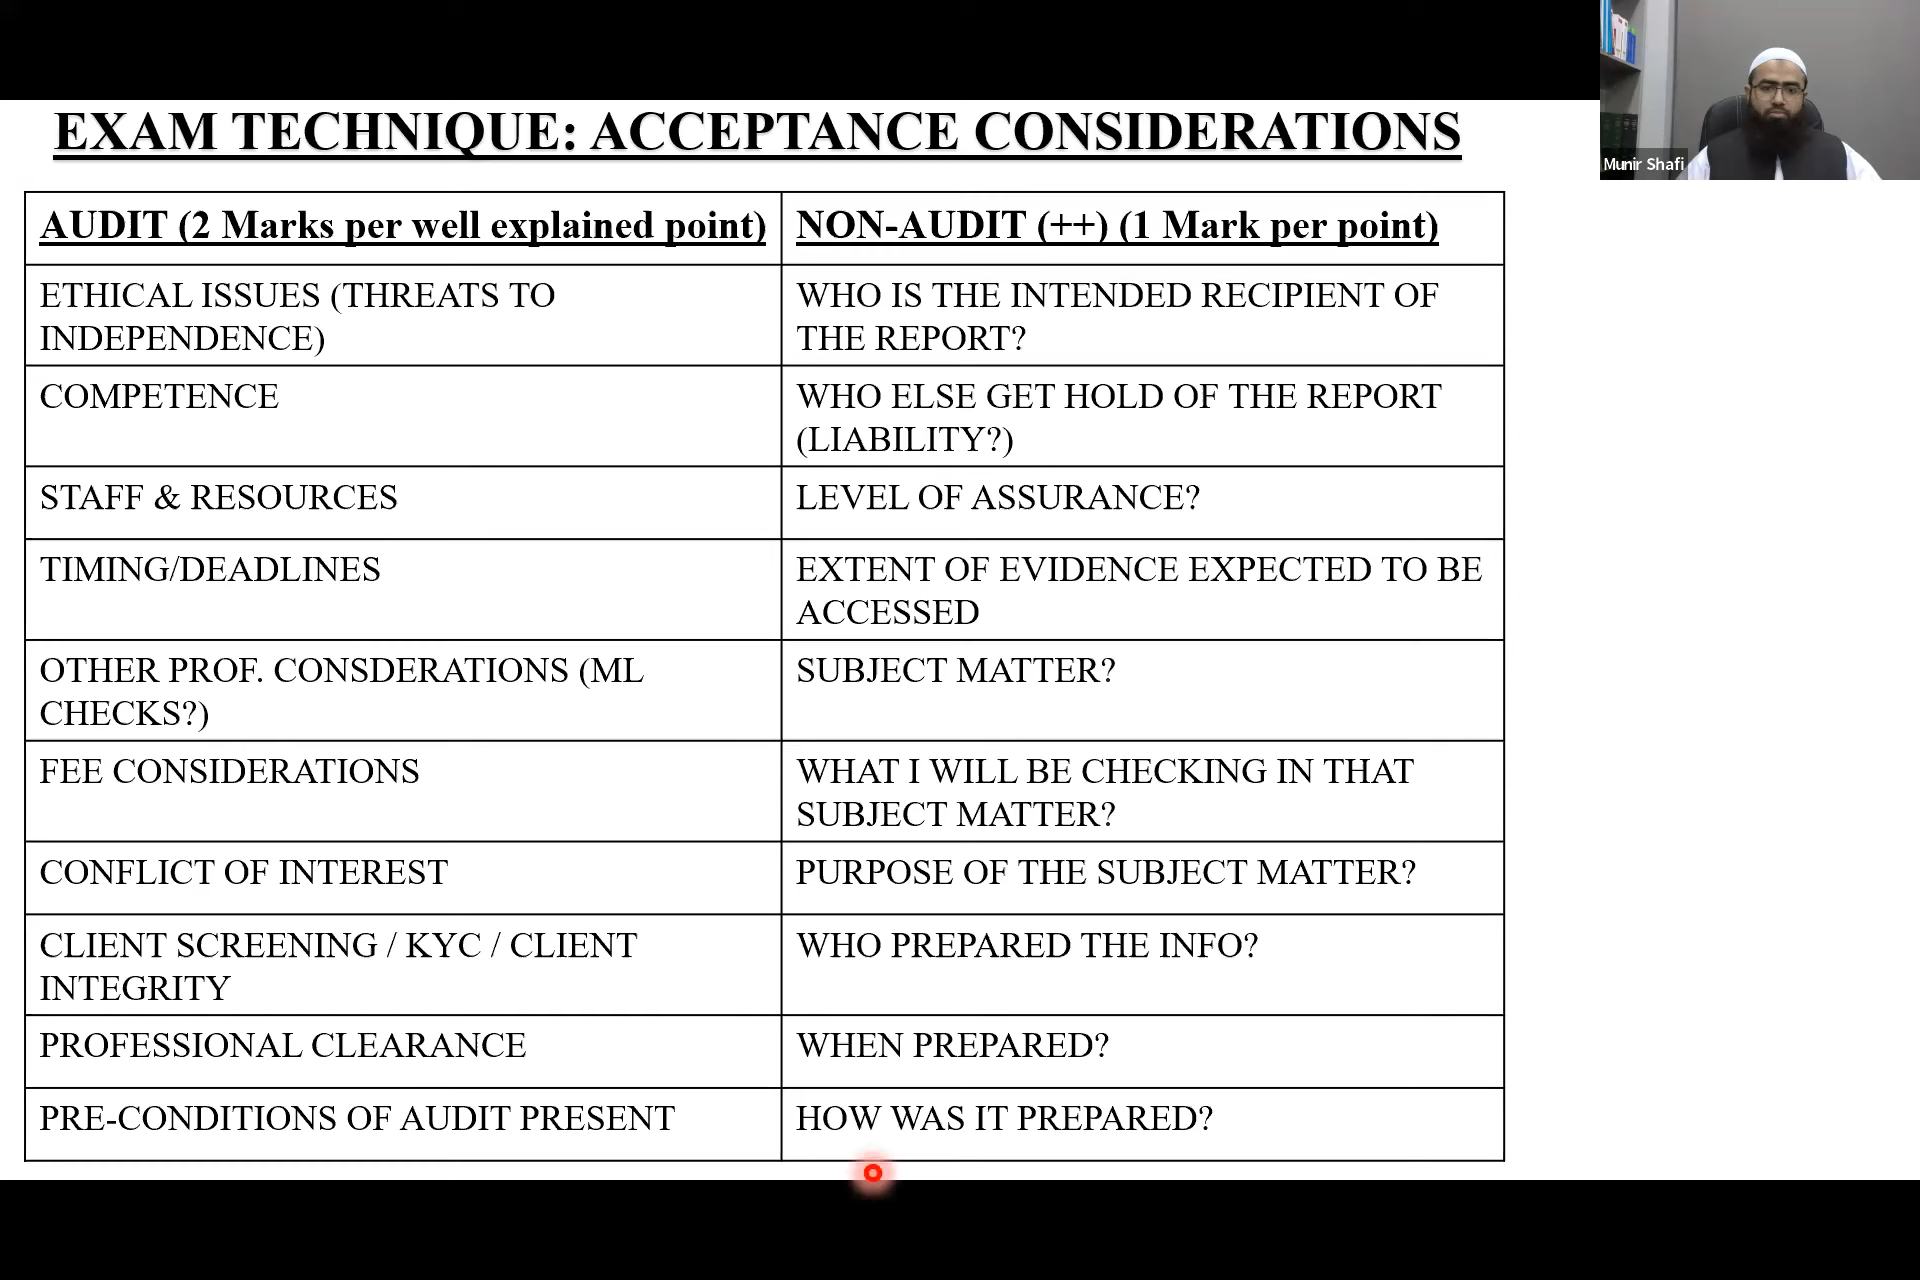 EXAM TECHNIQUE: ACCEPTANCE CONSIDERATIONS
Munir Shafi
AUDIT (2 Marks per well explained point)
NON-AUDIT (++) (1 Mark per point)
ETHICAL ISSUES (THREATS TO
INDEPENDENCE)
WHO IS THE INTENDED RECIPIENT OF
THE REPORT?
COMPETENCE
WHO ELSE GET HOLD OF THE REPORT
(LIABILITY?)
STAFF & RESOURCES
LEVEL OF ASSURANCE?
TIMING/DEADLINES
EXTENT OF EVIDENCE EXPECTED TO BE
ACCESSED
OTHER PROF. CONSDERATIONS (ML
CHECKS?)
SUBJECT MATTER?
FEE CONSIDERATIONS
WHAT I WILL BE CHECKING IN THAT
SUBJECT MATTER?
CONFLICT OF INTEREST
PURPOSE OF THE SUBJECT MATTER?
CLIENT SCREENING / KYC / CLIENT
INTEGRITY
WHO PREPARED THE INFO?
PROFESSIONAL CLEARANCE
WHEN PREPARED?
PRE-CONDITIONS OF AUDIT PRESENT
HOW WAS IT PREPARED?